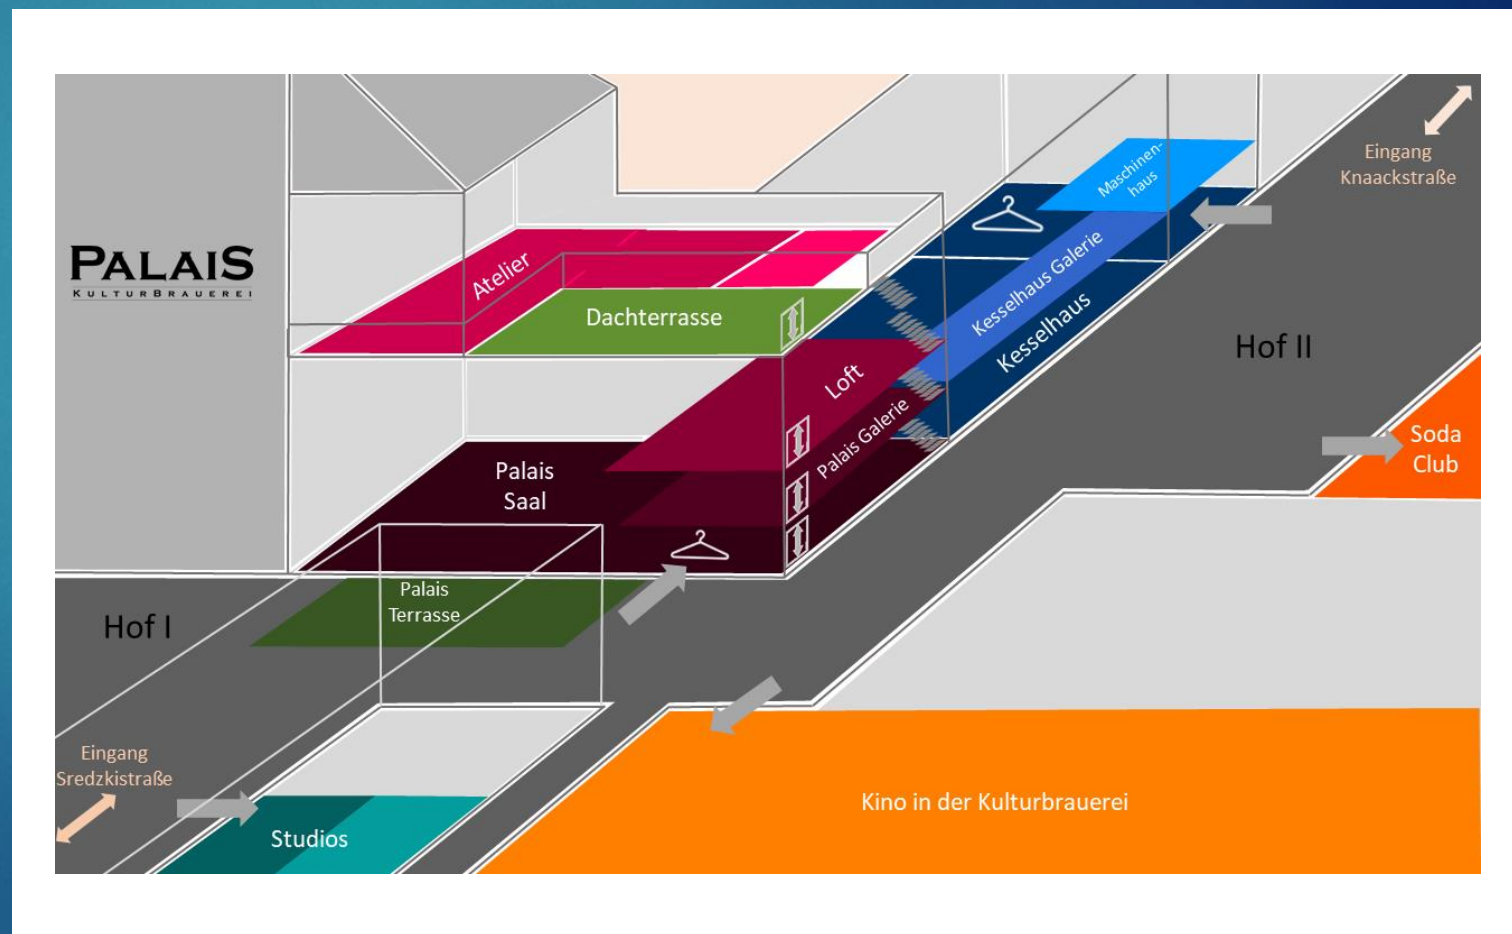 PALAIS
KULTURBRAUEREI
Eingang
Knaackstraße
Maschinen-
haus
Atelier
Kesselhaus Galerie
Dachterrasse
Kesselhaus
Hof II
Loft
Palais Galerie
Soda
Club
Palais
Saal
Palais
Terrasse
Hof I
Eingang
Sredzkistraße
Kino in der Kulturbrauerei
Studios